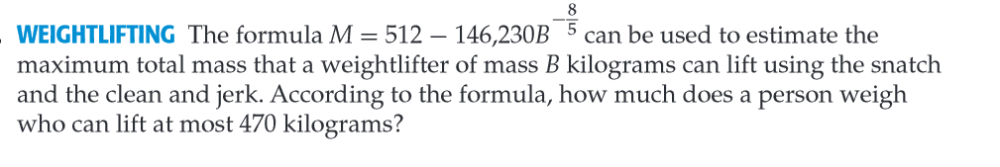 WEIGHTLIFTING The formula M = 512 – 146,230B^{-\frac{8}{5}} can be used to estimate the
maximum total mass that a weightlifter of mass B kilograms can lift using the snatch
and the clean and jerk. According to the formula, how much does a person weigh
who can lift at most 470 kilograms?